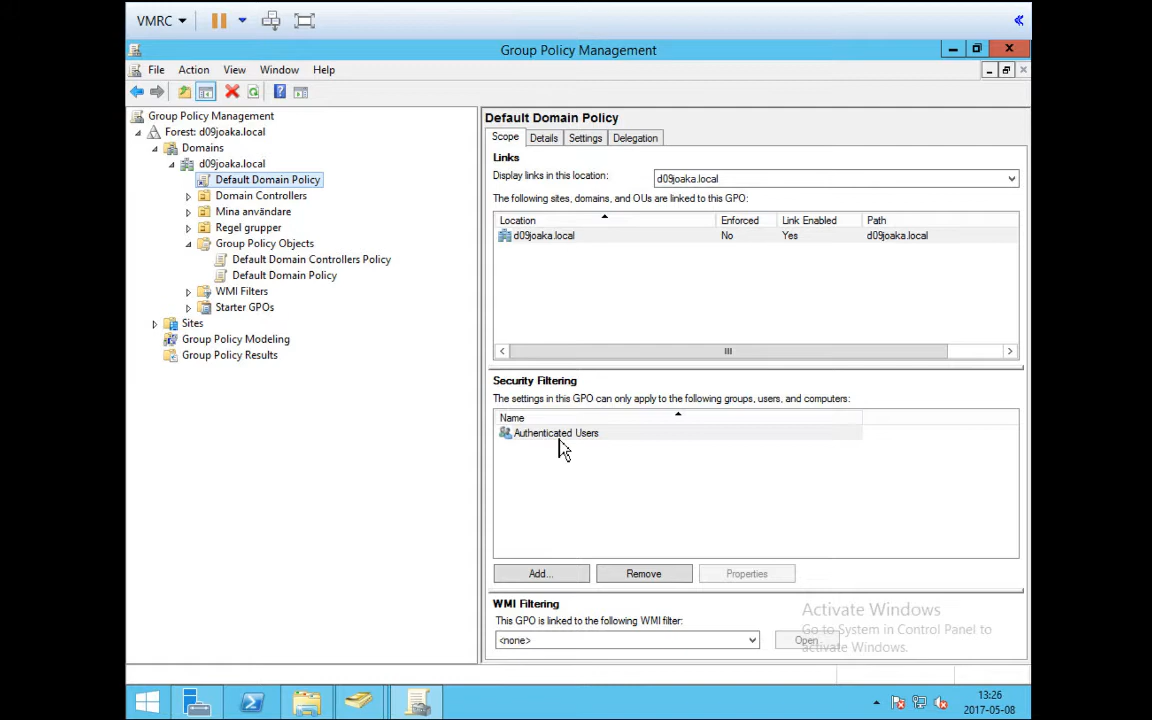 VMRC
Group Policy Management
File Action View Window Help
Group Policy Management
Forest: d09joaka.local
Domains
d09joaka.local
Default Domain Policy
Domain Controllers
Mina användare
Regel grupper
Group Policy Objects
Default Domain Controllers Policy
Default Domain Policy
WMI Filters
Starter GPOs
Sites
Group Policy Modeling
Group Policy Results
Default Domain Policy
Scope Details Settings Delegation
Links
Display links in this location: d09joaka.local
The following sites, domains, and OUs are linked to this GPO:
Location Enforced Link Enabled Path
d09joaka.local No Yes d09joaka.local
Security Filtering
The settings in this GPO can only apply to the following groups, users, and computers:
Name
Authenticated Users
Add... Remove Properties
WMI Filtering
This GPO is linked to the following WMI filter:
<none> Open
Activate Windows
Go to System in Control Panel to
activate Windows.
13:26
2017-05-08